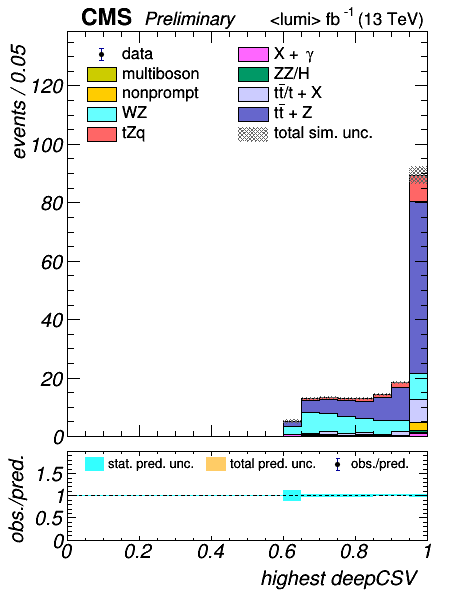 CMS Preliminary <lumi> fb⁻¹ (13 TeV)
events / 0.05
data
multiboson
nonprompt
WZ
tZq
X + γ
ZZ/H
tt̄/t + X
tt̄ + Z
total sim. unc.
120
100
80
60
40
20
0
obs./pred.
stat. pred. unc. total pred. unc. obs./pred.
1.5
1
0.5
0
0 0.2 0.4 0.6 0.8 1
highest deepCSV